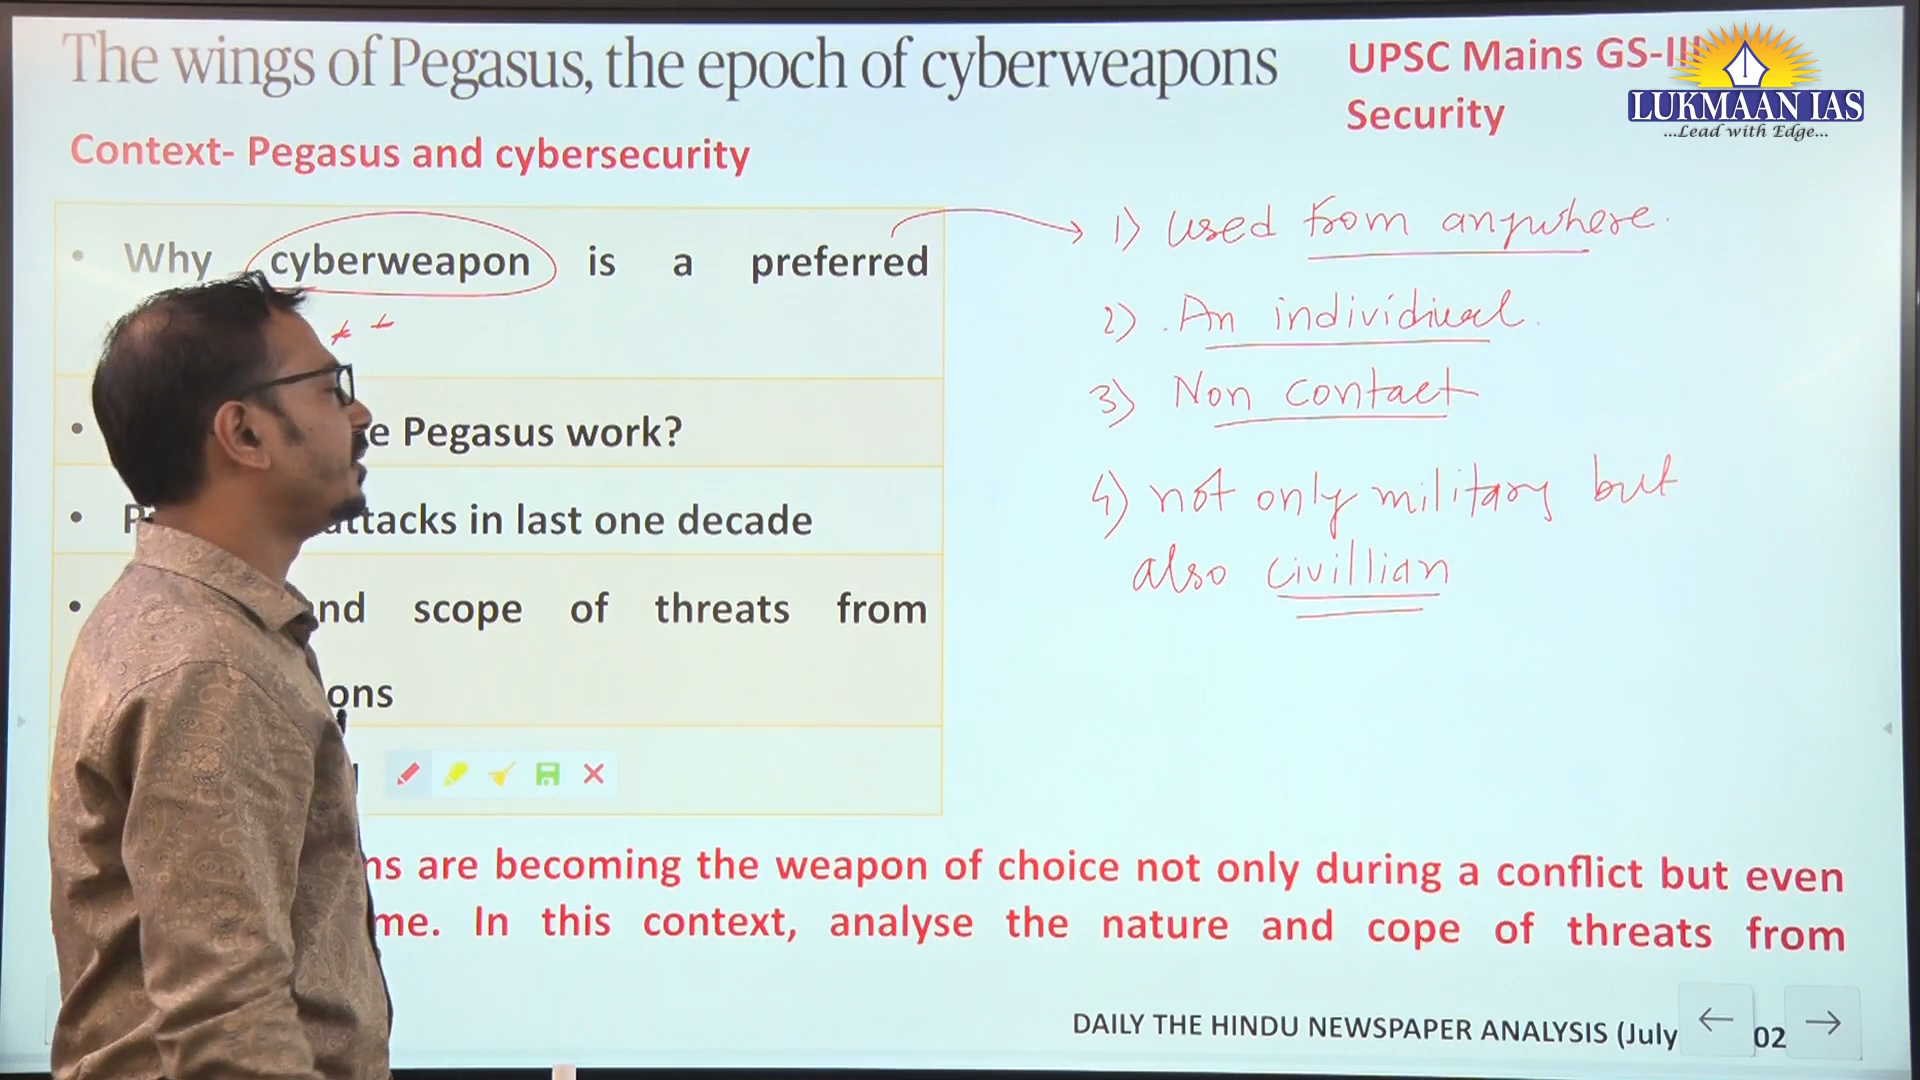 The wings of Pegasus, the epoch of cyberweapons
UPSC Mains GS-III
Security
LUKMAAN IAS
...Lead with Edge...
Context- Pegasus and cybersecurity
• Why cyberweapon is a preferred
• e Pegasus work?
• attacks in last one decade
• and scope of threats from
ons
1) used from anywhere.
2) . An individual.
3) Non contact
4) not only military but
also civillian
ns are becoming the weapon of choice not only during a conflict but even
me. In this context, analyse the nature and cope of threats from
DAILY THE HINDU NEWSPAPER ANALYSIS (July 02